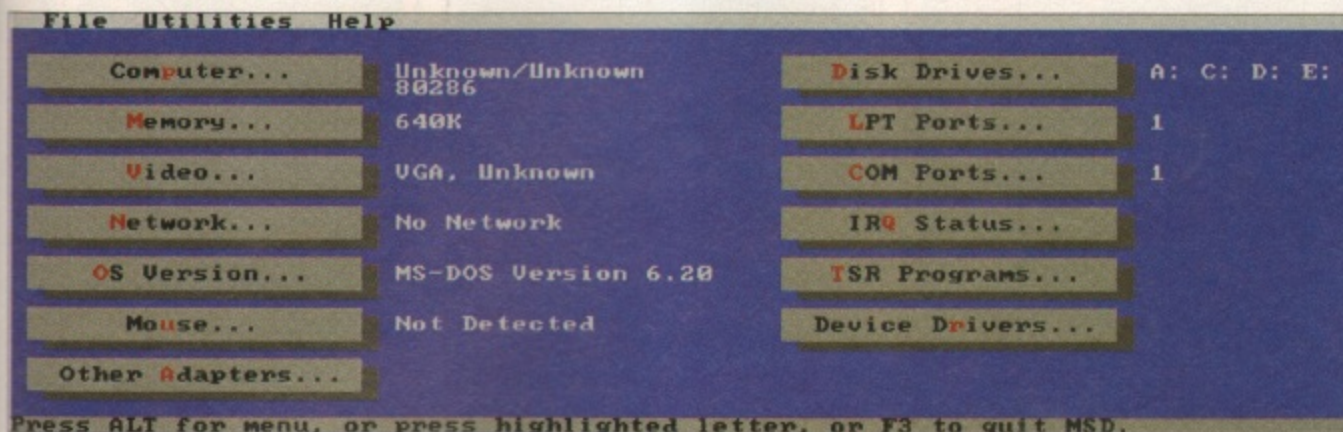 File Utilities Help
Computer... Unknown/Unknown Disk Drives... A: C: D: E:
80286
Memory... 640K LPT Ports... 1
Video... VGA, Unknown COM Ports... 1
Network... No Network IRQ Status...
OS Version... MS-DOS Version 6.20 TSR Programs...
Mouse... Not Detected Device Drivers...
Other Adapters...
Press ALT for menu, or press highlighted letter, or F3 to quit MSD.